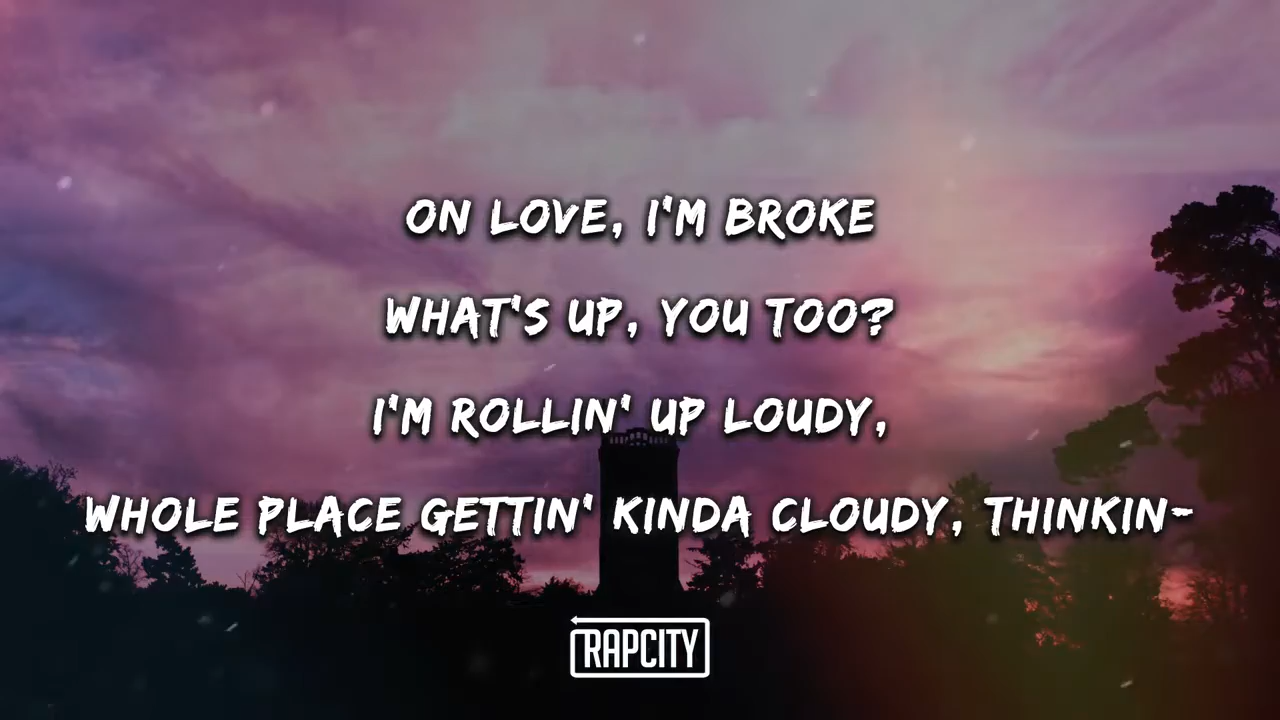 ON LOVE, I'M BROKE
WHAT'S UP, YOU TOO?
I'M ROLLIN' UP LOUDY,
WHOLE PLACE GETTIN' KINDA CLOUDY, THINKIN-
RAPCITY